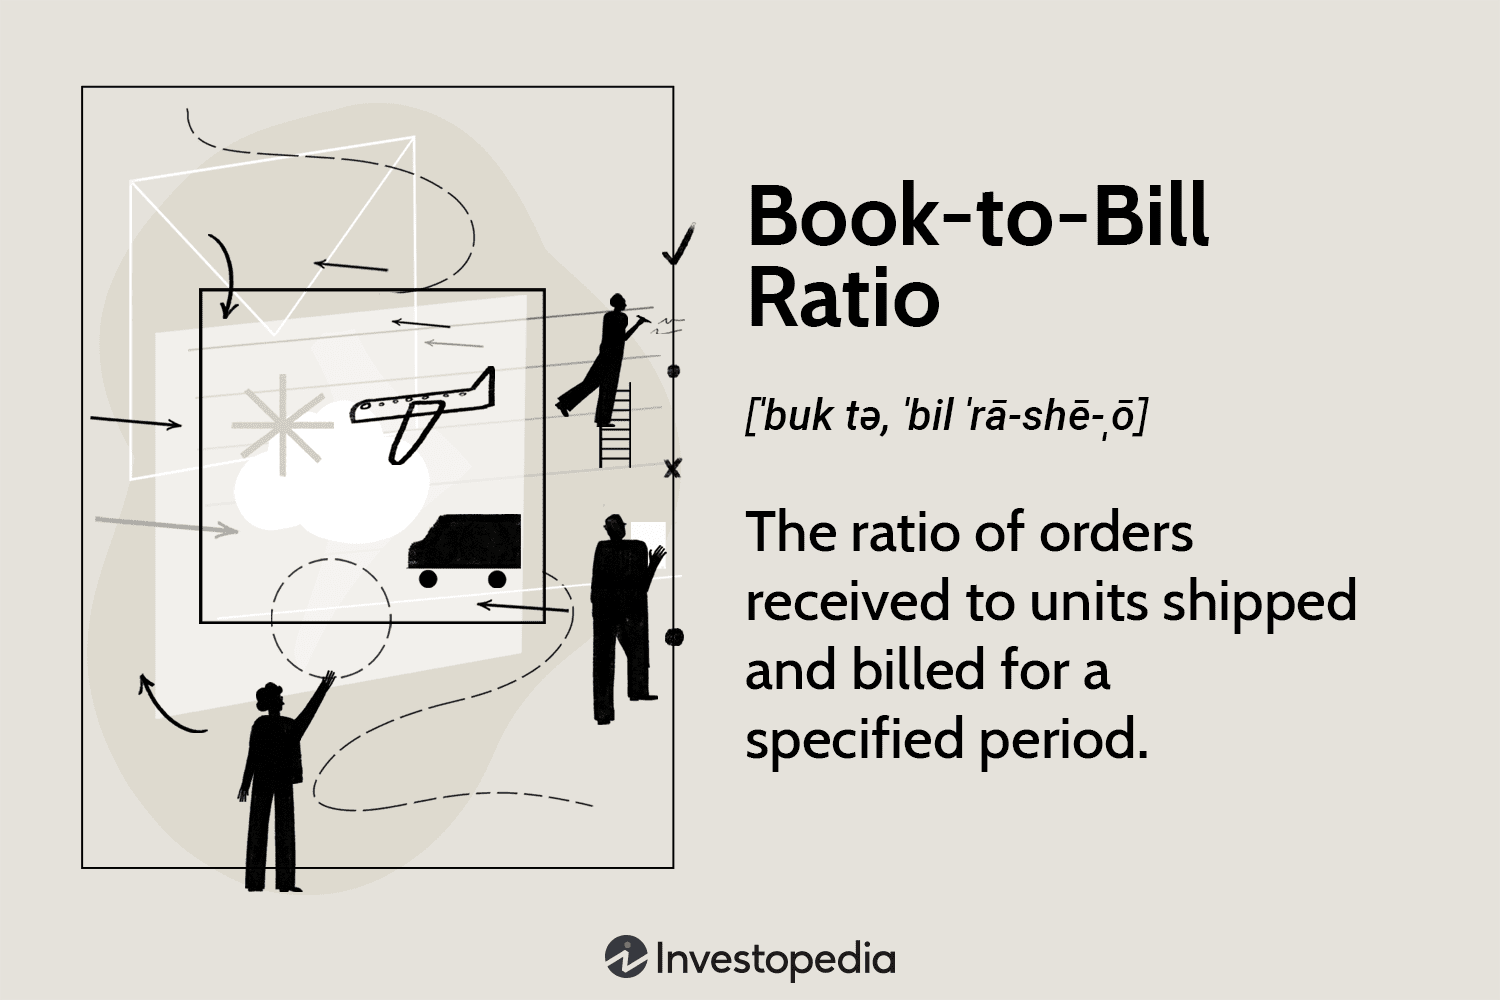 Book-to-Bill
Ratio
[ˈbuk tə, ˈbil ˈrā-shē-ˌō]
The ratio of orders
received to units shipped
and billed for a
specified period.
Investopedia